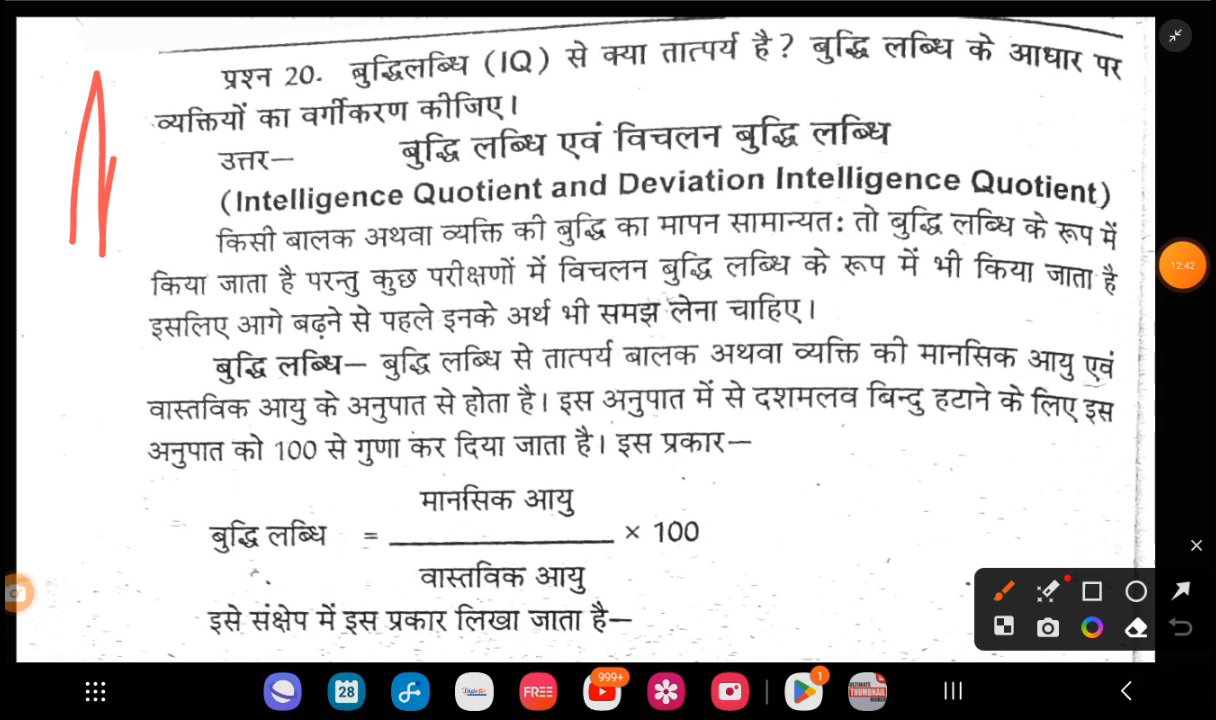 प्रश्न 20. बुद्धिलब्धि (IQ) से क्या तात्पर्य है? बुद्धि लब्धि के आधार पर
व्यक्तियों का वर्गीकरण कीजिए।
उत्तर— बुद्धि लब्धि एवं विचलन बुद्धि लब्धि
(Intelligence Quotient and Deviation Intelligence Quotient)
किसी बालक अथवा व्यक्ति की बुद्धि का मापन सामान्यत: तो बुद्धि लब्धि के रूप में
किया जाता है परन्तु कुछ परीक्षणों में विचलन बुद्धि लब्धि के रूप में भी किया जाता है
इसलिए आगे बढ़ने से पहले इनके अर्थ भी समझ लेना चाहिए।
बुद्धि लब्धि— बुद्धि लब्धि से तात्पर्य बालक अथवा व्यक्ति की मानसिक आयु एवं
वास्तविक आयु के अनुपात से होता है। इस अनुपात में से दशमलव बिन्दु हटाने के लिए इस
अनुपात को 100 से गुणा कर दिया जाता है। इस प्रकार—
मानसिक आयु
बुद्धि लब्धि = ———— × 100
वास्तविक आयु
इसे संक्षेप में इस प्रकार लिखा जाता है—
12:42
28
FREE
999+
1